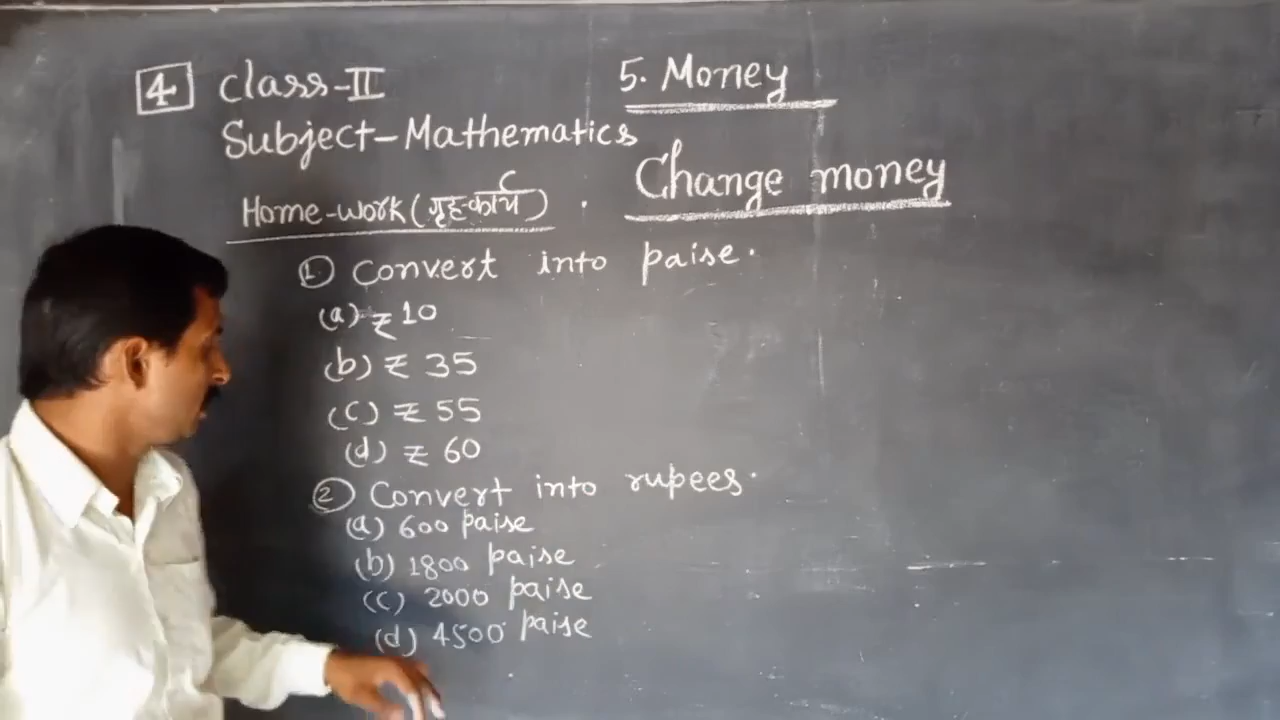 4 Class-II
Subject-Mathematics
5. Money
Change money
Home-work (गृहकार्य)
① Convert into paise.
(a) ₹ 10
(b) ₹ 35
(c) ₹ 55
(d) ₹ 60
② Convert into rupees.
(a) 600 paise
(b) 1800 paise
(c) 2000 paise
(d) 4500 paise